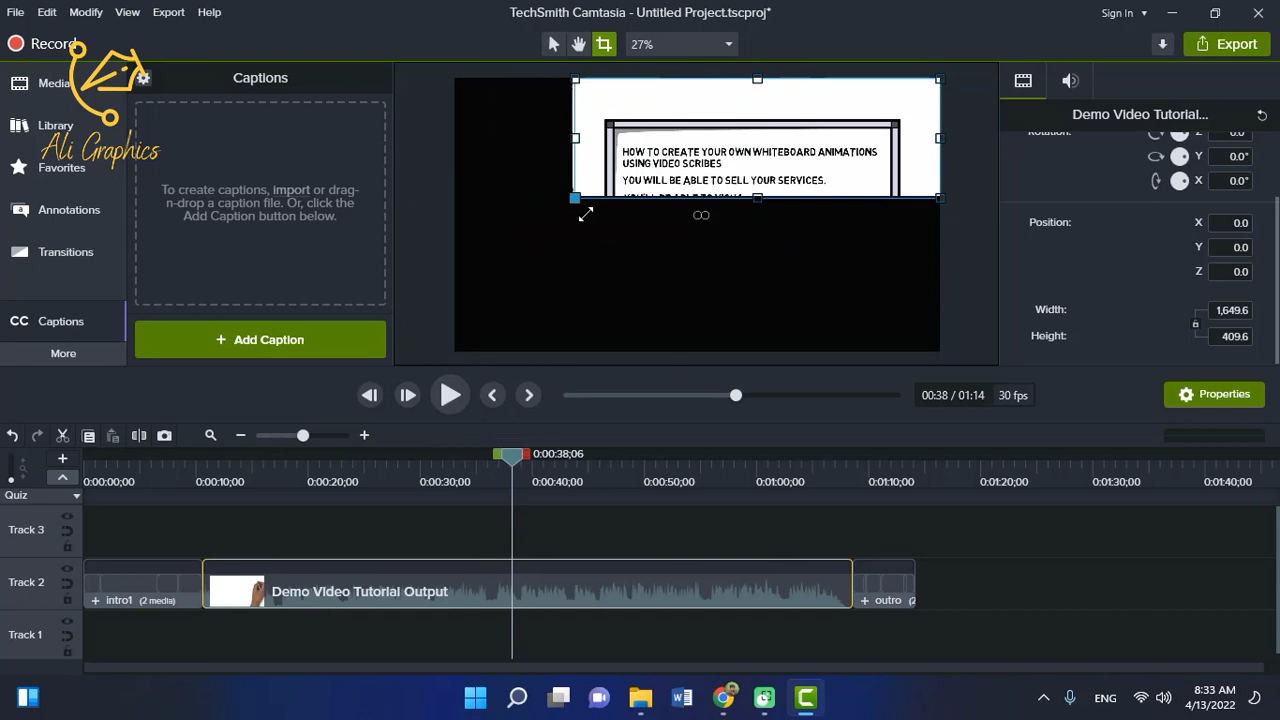 File Edit Modify View Export Help TechSmith Camtasia - Untitled Project.tscproj* Sign In
Record 27% Export
Media Captions
Demo Video Tutorial...
Library
Ali Graphics
Favorites
To create captions, import or drag-
n-drop a caption file. Or, click the
Add Caption button below.
Annotations
Transitions
CC Captions
+ Add Caption
More
HOW TO CREATE YOUR OWN WHITEBOARD ANIMATIONS
USING VIDEO SCRIBES
YOU WILL BE ABLE TO SELL YOUR SERVICES.
Rotation: Z 0.0°
Y 0.0°
X 0.0°
Position: X 0.0
Y 0.0
Z 0.0
Width: 1,649.6
Height: 409.6
00:38 / 01:14 30 fps Properties
0:00:38;06
0:00:00;00 0:00:10;00 0:00:20;00 0:00:30;00 0:00:40;00 0:00:50;00 0:01:00;00 0:01:10;00 0:01:20;00 0:01:30;00 0:01:40;00
Quiz
Track 3
Track 2
+ intro1 (2 media) Demo Video Tutorial Output + outro (2
Track 1
ENG 8:33 AM
4/13/2022